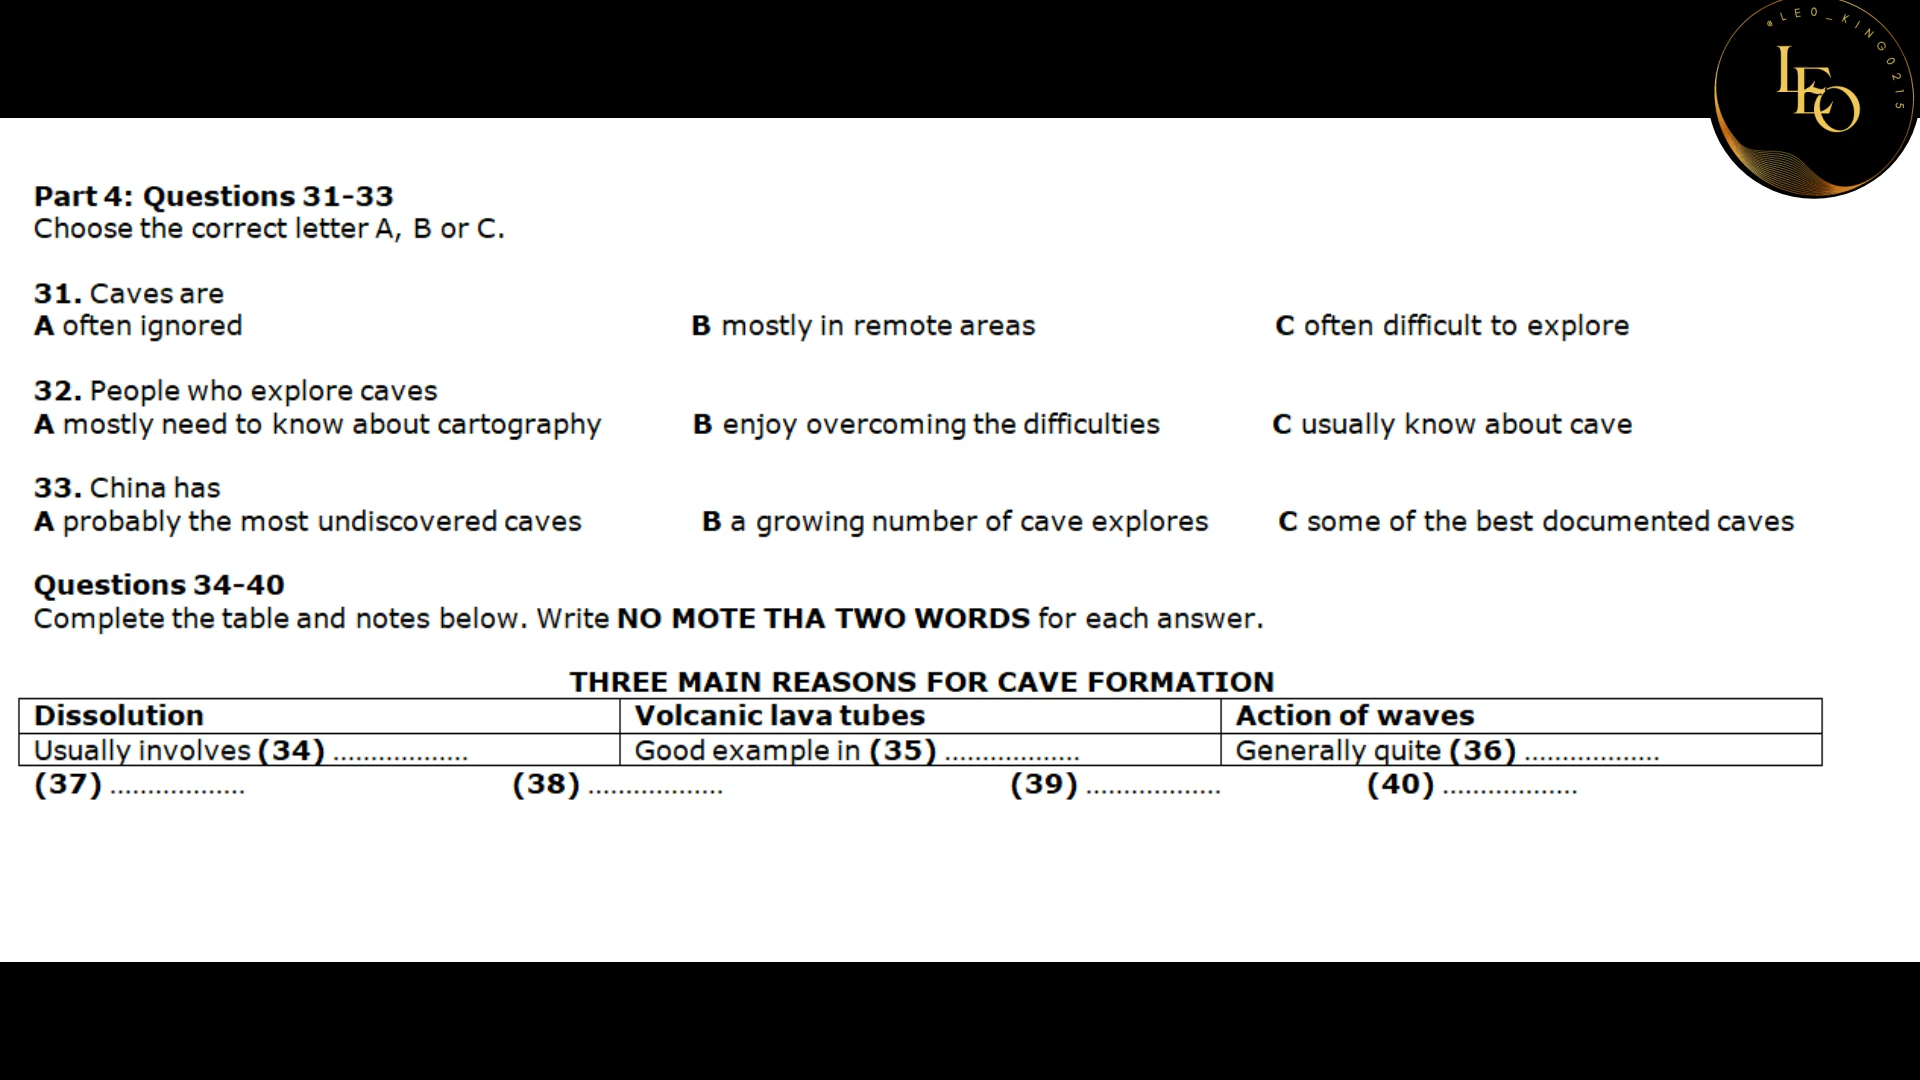 @LEO_KING0215
LEO
Part 4: Questions 31-33
Choose the correct letter A, B or C.
31. Caves are
A often ignored B mostly in remote areas C often difficult to explore
32. People who explore caves
A mostly need to know about cartography B enjoy overcoming the difficulties C usually know about cave
33. China has
A probably the most undiscovered caves B a growing number of cave explores C some of the best documented caves
Questions 34-40
Complete the table and notes below. Write NO MOTE THA TWO WORDS for each answer.
THREE MAIN REASONS FOR CAVE FORMATION
Dissolution Volcanic lava tubes Action of waves
Usually involves (34) .................. Good example in (35) .................. Generally quite (36) ..................
(37) .................. (38) .................. (39) .................. (40) ..................